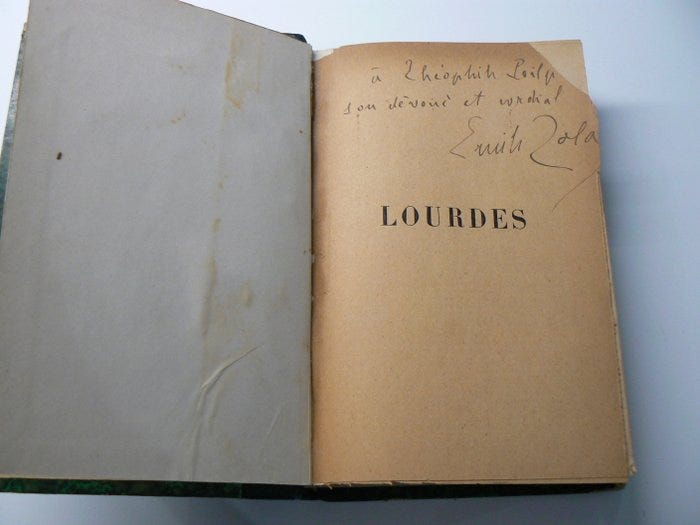 à Théophile
son dévoué et cordial
Emile Zola
LOURDES